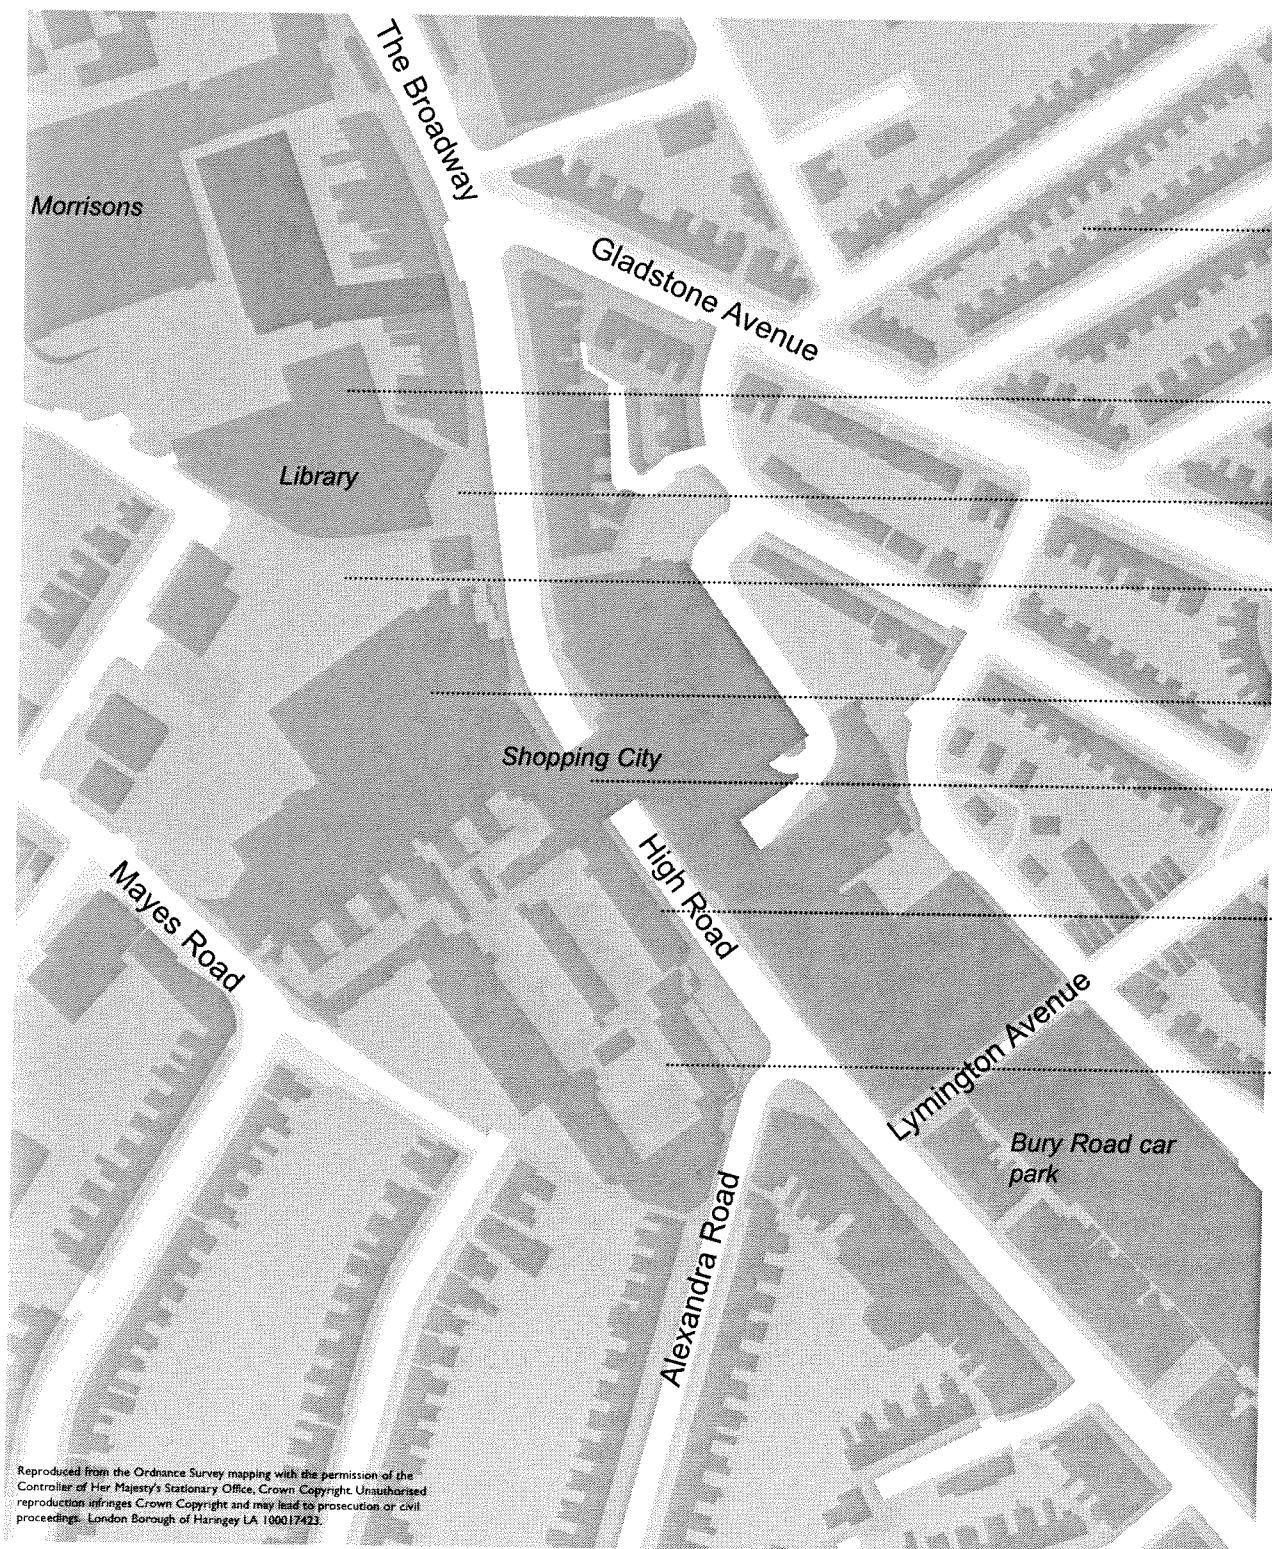 The Broadway
Morrisons
Gladstone Avenue
Library
Shopping City
High Road
Mayes Road
Lymington Avenue
Bury Road car
park
Alexandra Road
Reproduced from the Ordnance Survey mapping with the permission of the
Controller of Her Majesty's Stationary Office, Crown Copyright. Unauthorised
reproduction infringes Crown Copyright and may lead to prosecution or civil
proceedings. London Borough of Haringey LA 100017423.